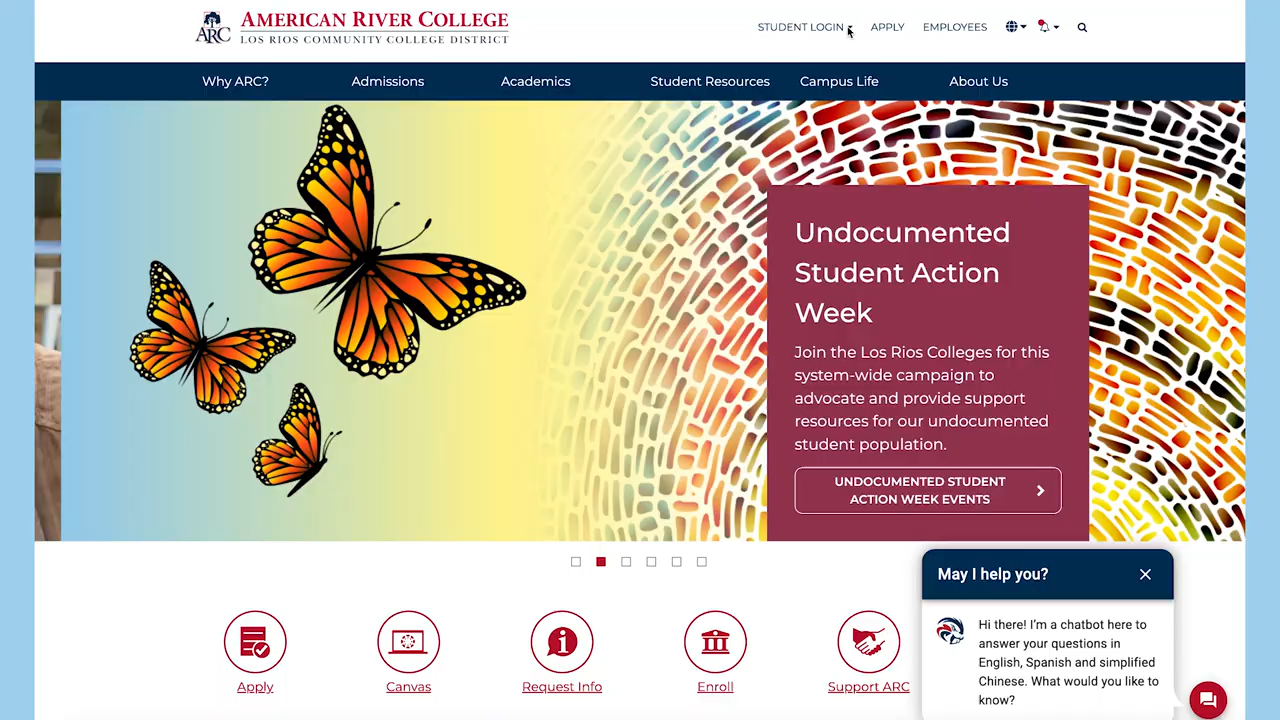 AMERICAN RIVER COLLEGE
ARC
LOS RIOS COMMUNITY COLLEGE DISTRICT
STUDENT LOGIN
APPLY
EMPLOYEES
Why ARC?
Admissions
Academics
Student Resources
Campus Life
About Us
Undocumented
Student Action
Week
Join the Los Rios Colleges for this
system-wide campaign to
advocate and provide support
resources for our undocumented
student population.
UNDOCUMENTED STUDENT
ACTION WEEK EVENTS
May I help you?
Hi there! I'm a chatbot here to
answer your questions in
English, Spanish and simplified
Chinese. What would you like to
know?
Apply
Canvas
Request Info
Enroll
Support ARC